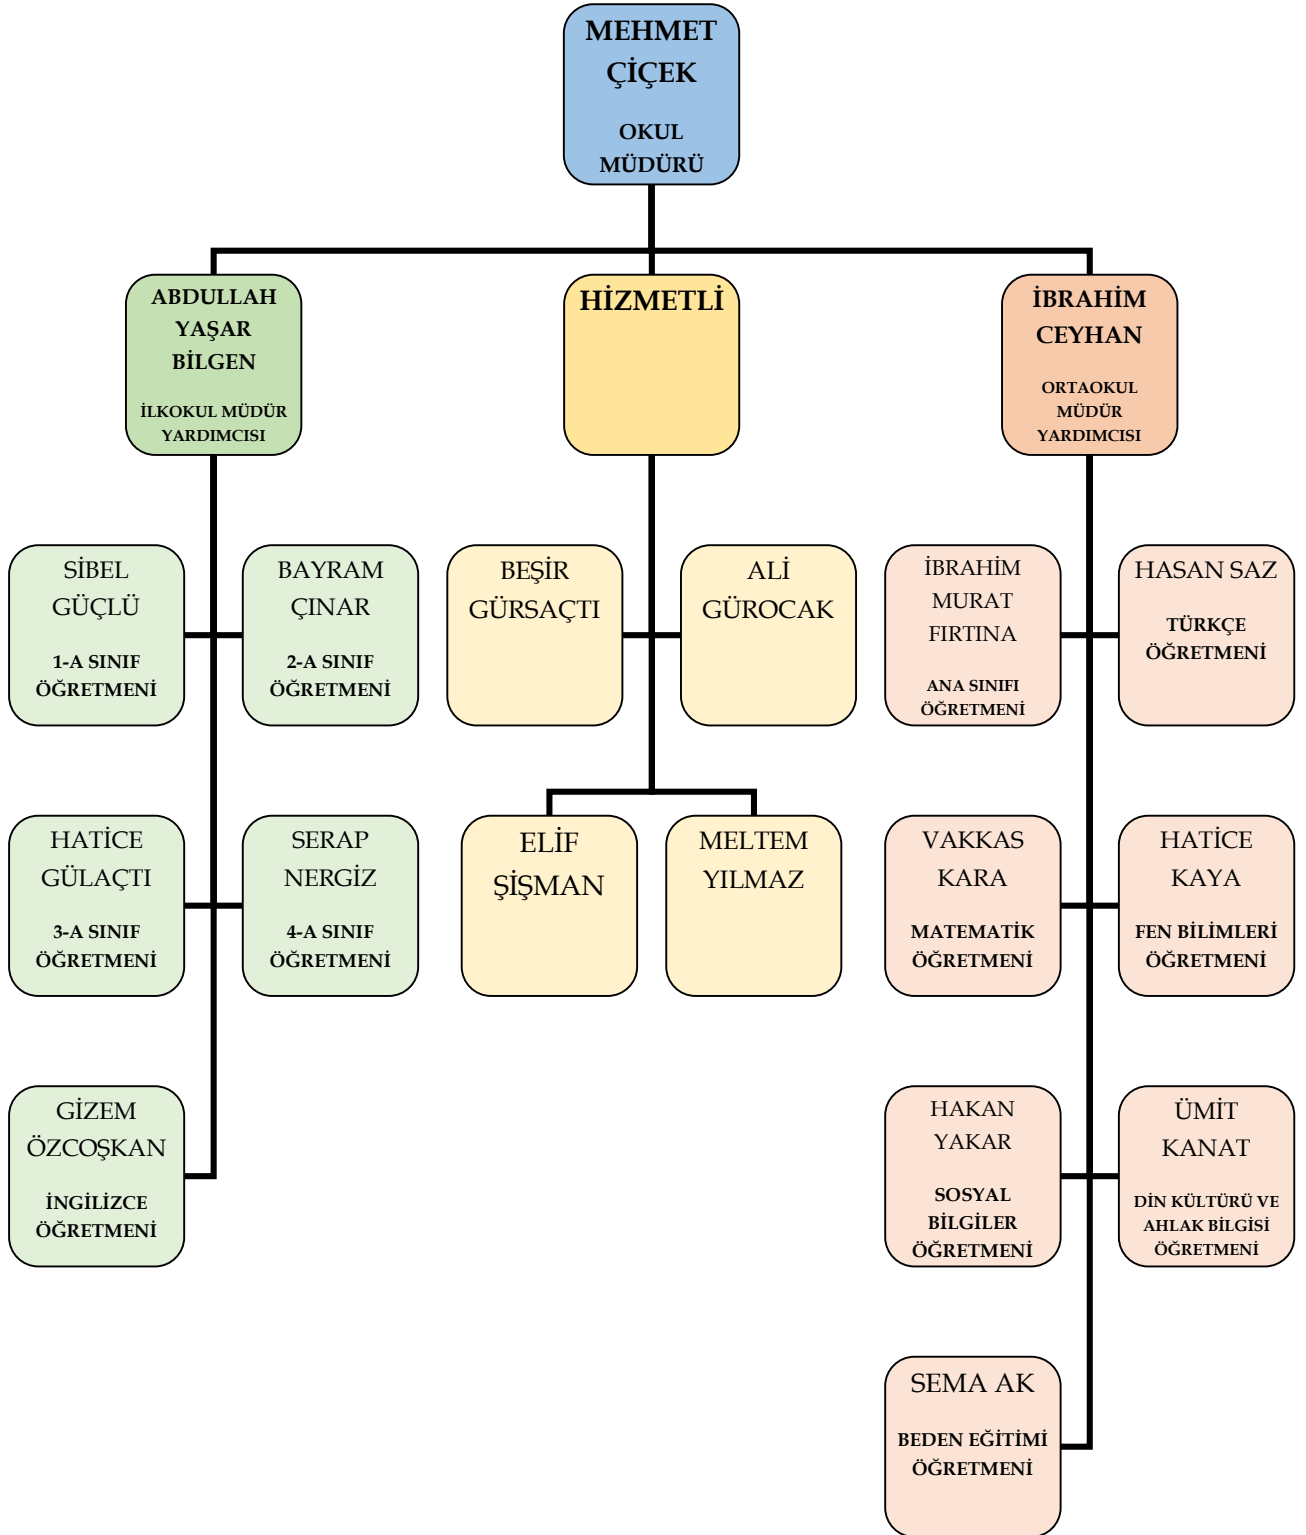 MEHMET
ÇİÇEK
OKUL
MÜDÜRÜ
ABDULLAH
YAŞAR
BİLGEN
İLKOKUL MÜDÜR
YARDIMCISI
HİZMETLİ
İBRAHİM
CEYHAN
ORTAOKUL
MÜDÜR
YARDIMCISI
SİBEL
GÜÇLÜ
1-A SINIF
ÖĞRETMENİ
BAYRAM
ÇINAR
2-A SINIF
ÖĞRETMENİ
BEŞİR
GÜRSAÇTI
ALİ
GÜROCAK
İBRAHİM
MURAT
FIRTINA
ANA SINIFI
ÖĞRETMENİ
HASAN SAZ
TÜRKÇE
ÖĞRETMENİ
HATİCE
GÜLAÇTI
3-A SINIF
ÖĞRETMENİ
SERAP
NERGİZ
4-A SINIF
ÖĞRETMENİ
ELİF
ŞİŞMAN
MELTEM
YILMAZ
VAKKAS
KARA
MATEMATİK
ÖĞRETMENİ
HATİCE
KAYA
FEN BİLİMLERİ
ÖĞRETMENİ
GİZEM
ÖZCOŞKAN
İNGİLİZCE
ÖĞRETMENİ
HAKAN
YAKAR
SOSYAL
BİLGİLER
ÖĞRETMENİ
ÜMİT
KANAT
DİN KÜLTÜRÜ VE
AHLAK BİLGİSİ
ÖĞRETMENİ
SEMA AK
BEDEN EĞİTİMİ
ÖĞRETMENİ